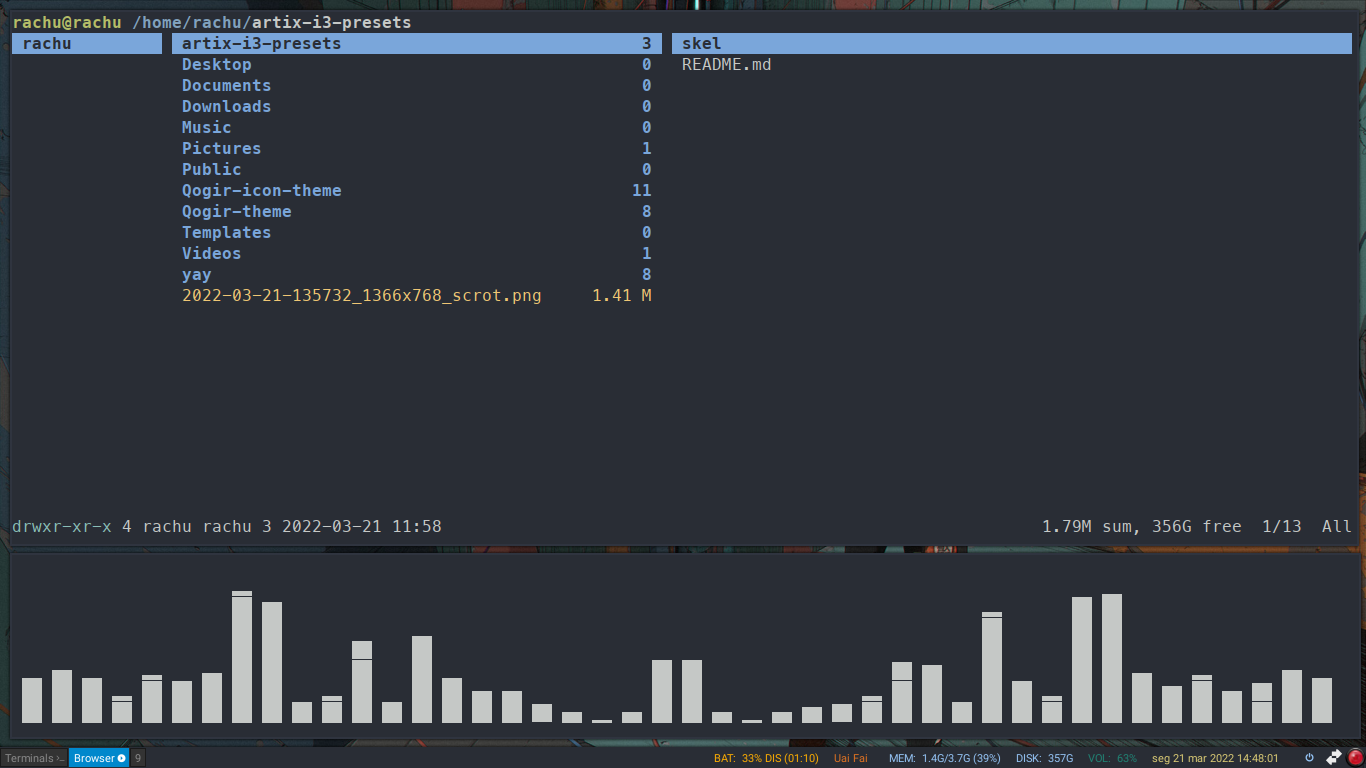 rachu@rachu /home/rachu/artix-i3-presets
rachu artix-i3-presets 3 skel
Desktop 0 README.md
Documents 0
Downloads 0
Music 0
Pictures 1
Public 0
Qogir-icon-theme 11
Qogir-theme 8
Templates 0
Videos 1
yay 8
2022-03-21-135732_1366x768_scrot.png 1.41 M
drwxr-xr-x 4 rachu rachu 3 2022-03-21 11:58 1.79M sum, 356G free 1/13 All
Terminals Browser 9 BAT: 33% DIS (01:10) Uai Fai MEM: 1.4G/3.7G (39%) DISK: 357G VOL: 63% seg 21 mar 2022 14:48:01